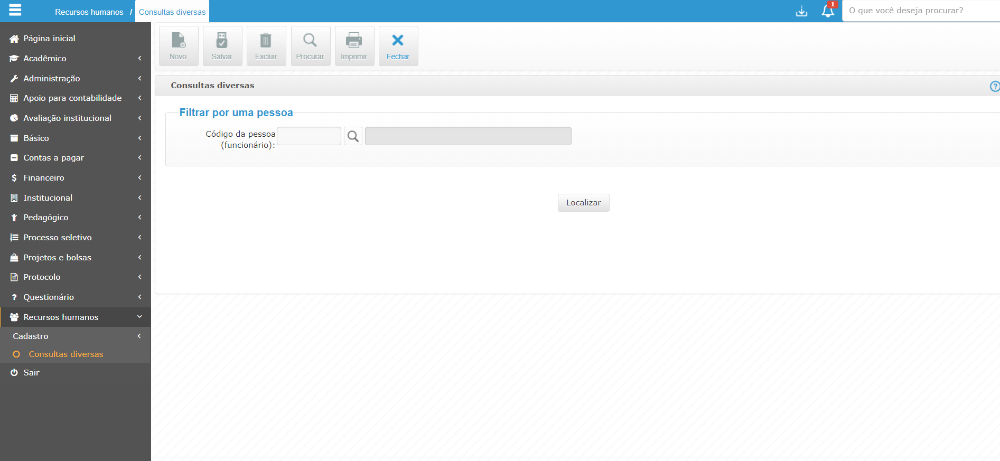 Recursos humanos / Consultas diversas
1
O que você deseja procurar?
Página inicial
Acadêmico
Administração
Apoio para contabilidade
Avaliação institucional
Básico
Contas a pagar
Financeiro
Institucional
Pedagógico
Processo seletivo
Projetos e bolsas
Protocolo
Questionário
Recursos humanos
Cadastro
Consultas diversas
Sair
Novo
Salvar
Excluir
Procurar
Imprimir
Fechar
Consultas diversas
?
Filtrar por uma pessoa
Código da pessoa
(funcionário):
Localizar